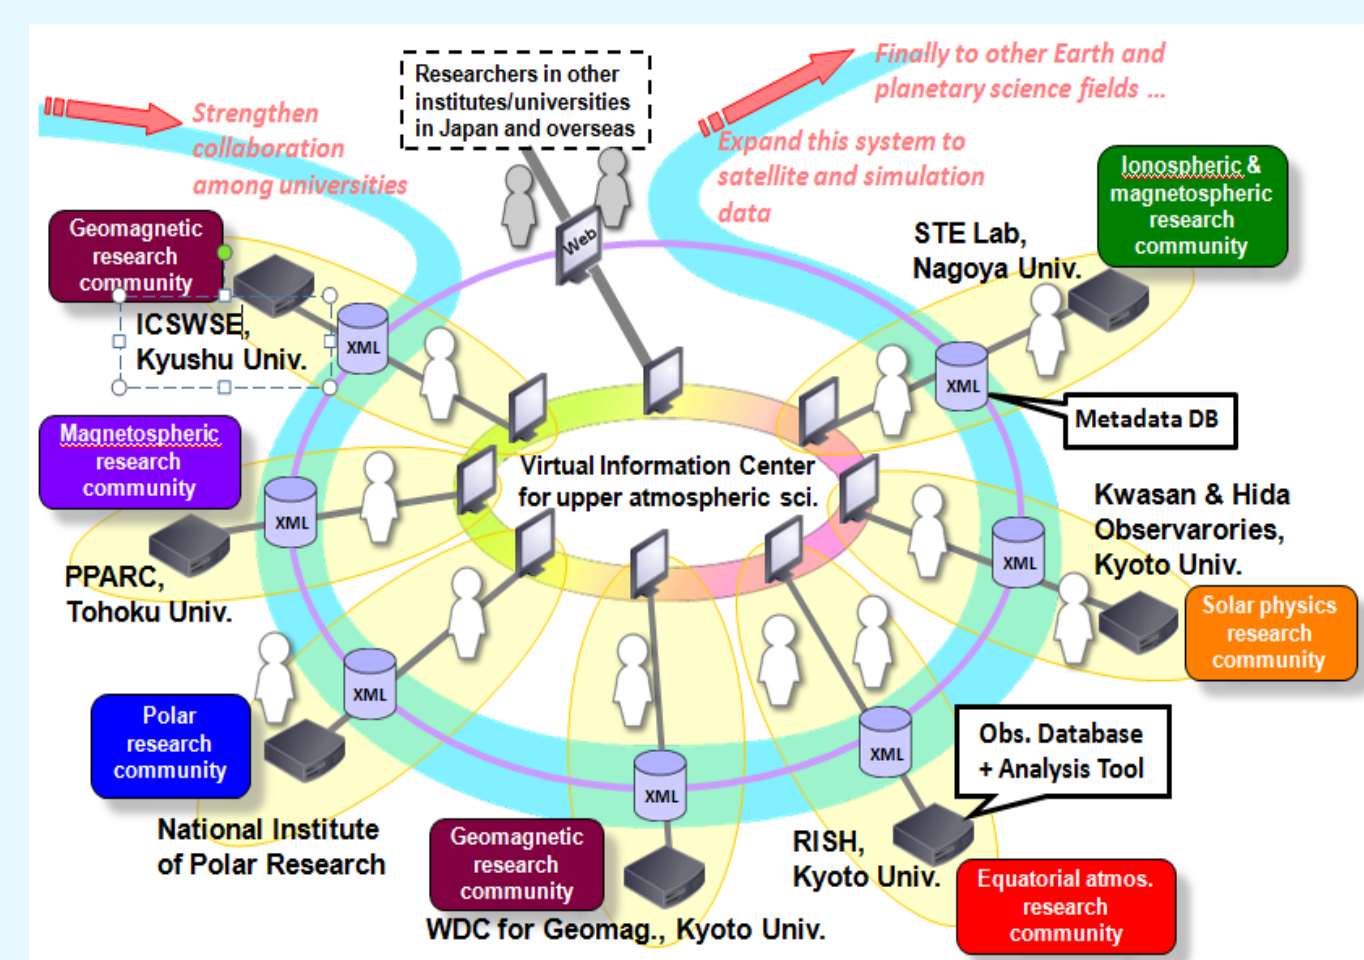 Researchers in other
institutes/universities
in Japan and overseas
Finally to other Earth and
planetary science fields ...
Strengthen
collaboration
among universities
Expand this system to
satellite and simulation
data
Ionospheric &
magnetospheric
research
community
Geomagnetic
research
community
STE Lab,
Nagoya Univ.
Web
ICSWSE,
Kyushu Univ.
XML
XML
Metadata DB
Magnetospheric
research
community
Virtual Information Center
for upper atmospheric sci.
XML
PPARC,
Tohoku Univ.
Kwasan & Hida
Observarories,
Kyoto Univ.
XML
Solar physics
research
community
XML
Polar
research
community
National Institute
of Polar Research
XML
Obs. Database
+ Analysis Tool
XML
Geomagnetic
research
community
WDC for Geomag., Kyoto Univ.
RISH,
Kyoto Univ.
Equatorial atmos.
research
community